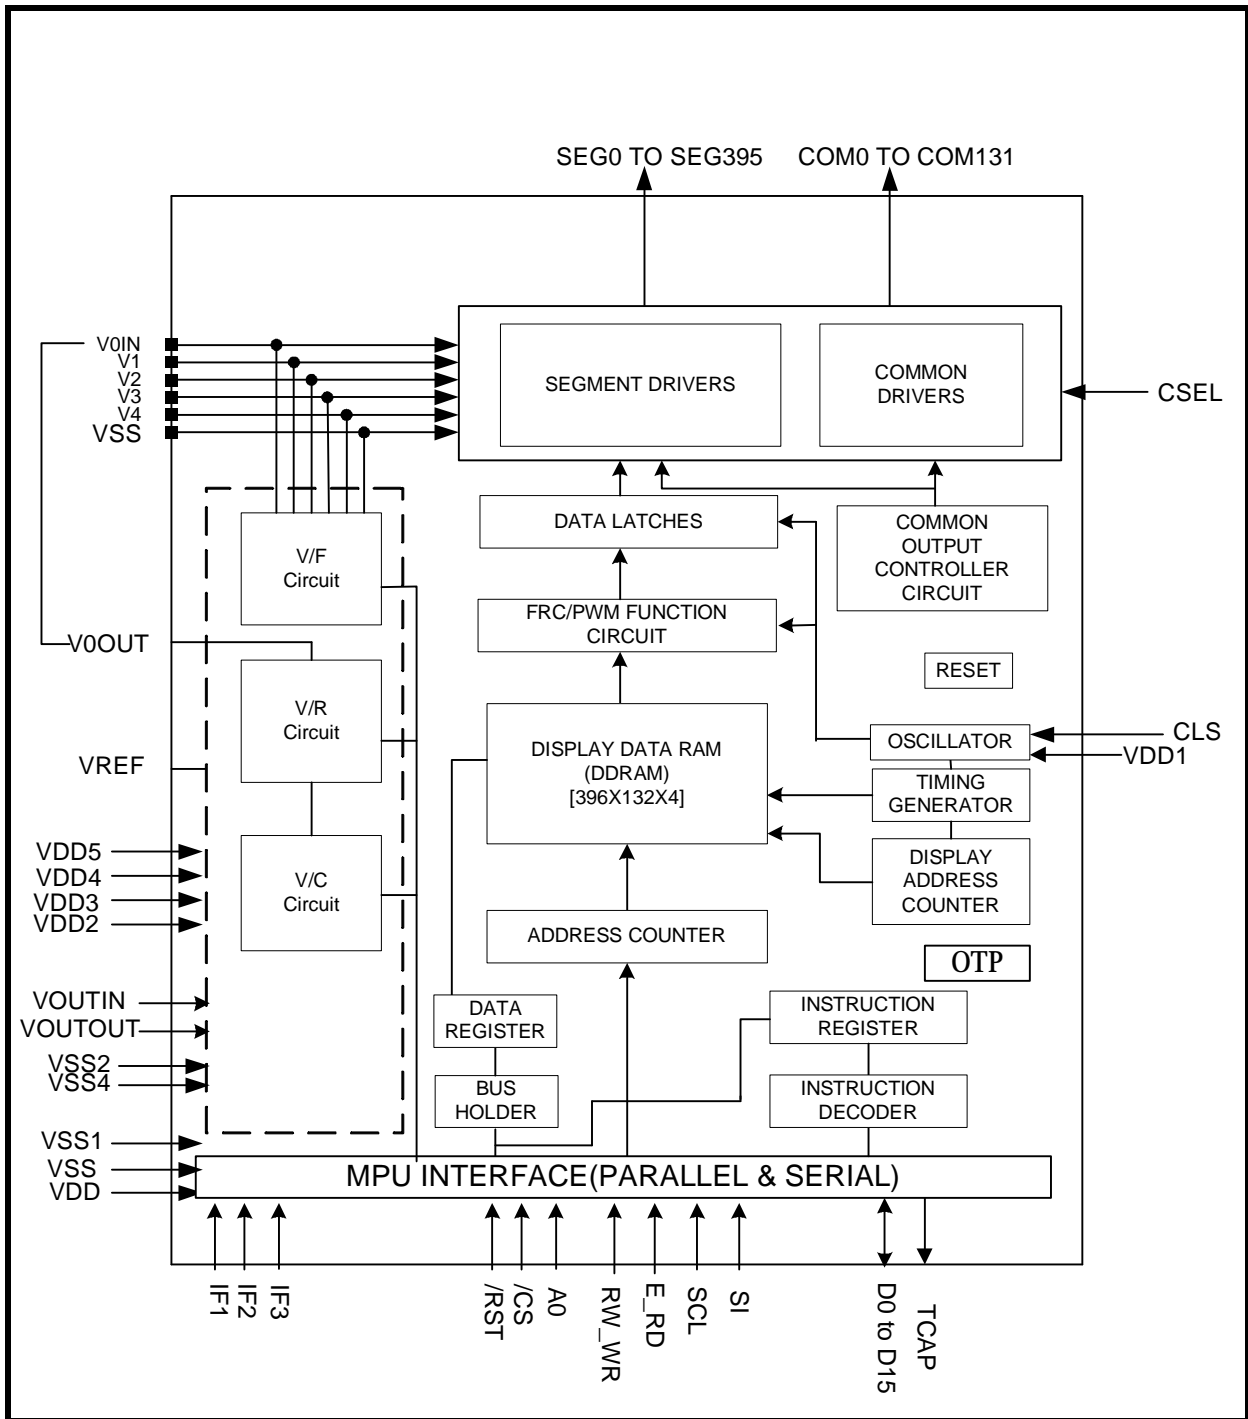 SEG0 TO SEG395
COM0 TO COM131
V0IN
V1
V2
V3
V4
VSS
SEGMENT DRIVERS
COMMON
DRIVERS
CSEL
DATA LATCHES
COMMON
OUTPUT
CONTROLLER
CIRCUIT
V/F
Circuit
FRC/PWM FUNCTION
CIRCUIT
V0OUT
RESET
V/R
Circuit
DISPLAY DATA RAM
(DDRAM)
[396X132X4]
OSCILLATOR
CLS
VDD1
VREF
TIMING
GENERATOR
VDD5
VDD4
VDD3
VDD2
V/C
Circuit
DISPLAY
ADDRESS
COUNTER
ADDRESS COUNTER
OTP
VOUTIN
VOUTOUT
DATA
REGISTER
INSTRUCTION
REGISTER
VSS2
VSS4
BUS
HOLDER
INSTRUCTION
DECODER
VSS1
VSS
VDD
MPU INTERFACE(PARALLEL & SERIAL)
IF1
IF2
IF3
/RST
/CS
A0
RW_WR
E_RD
SCL
SI
D0 to D15
TCAP